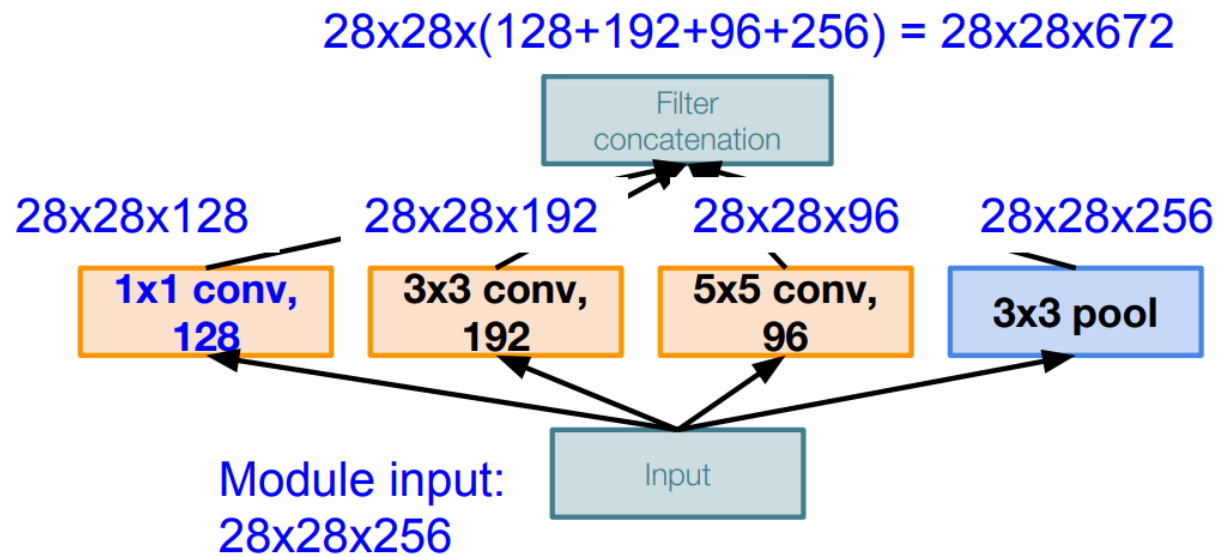 28x28x(128+192+96+256) = 28x28x672
Filter
concatenation
28x28x128
28x28x192
28x28x96
28x28x256
1x1 conv,
128
3x3 conv,
192
5x5 conv,
96
3x3 pool
Module input:
28x28x256
Input